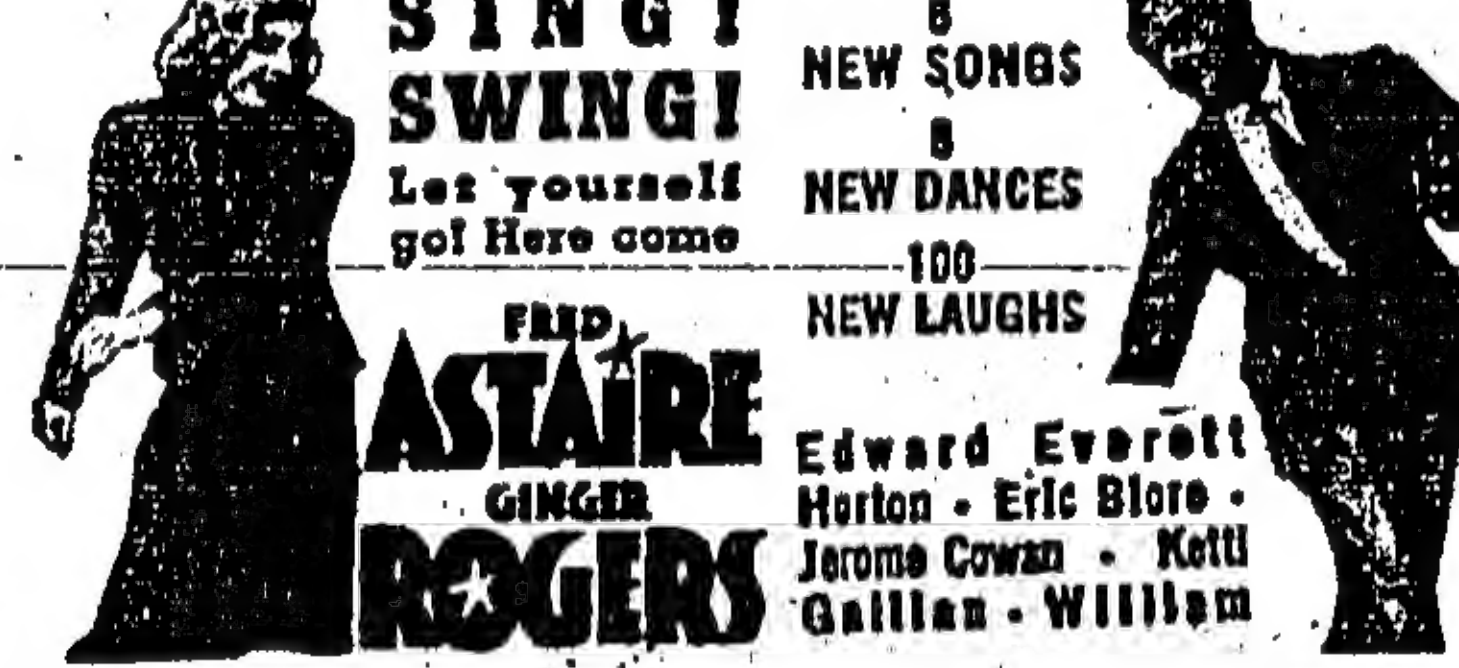 SING!
SWING!
Let yourself
go! Here come
FRED
ASTAIRE
GINGER
ROGERS
NEW SONGS
8
NEW DANCES
100
NEW LAUGHS
Edward Everett
Horton • Eric Blore •
Jerome Cowan • Ketti
Gallian • William